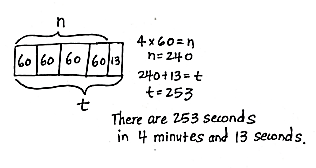 n
60 60 60 60 13
t
4 × 60 = n
n = 240
240 + 13 = t
t = 253
There are 253 seconds
in 4 minutes and 13 seconds.